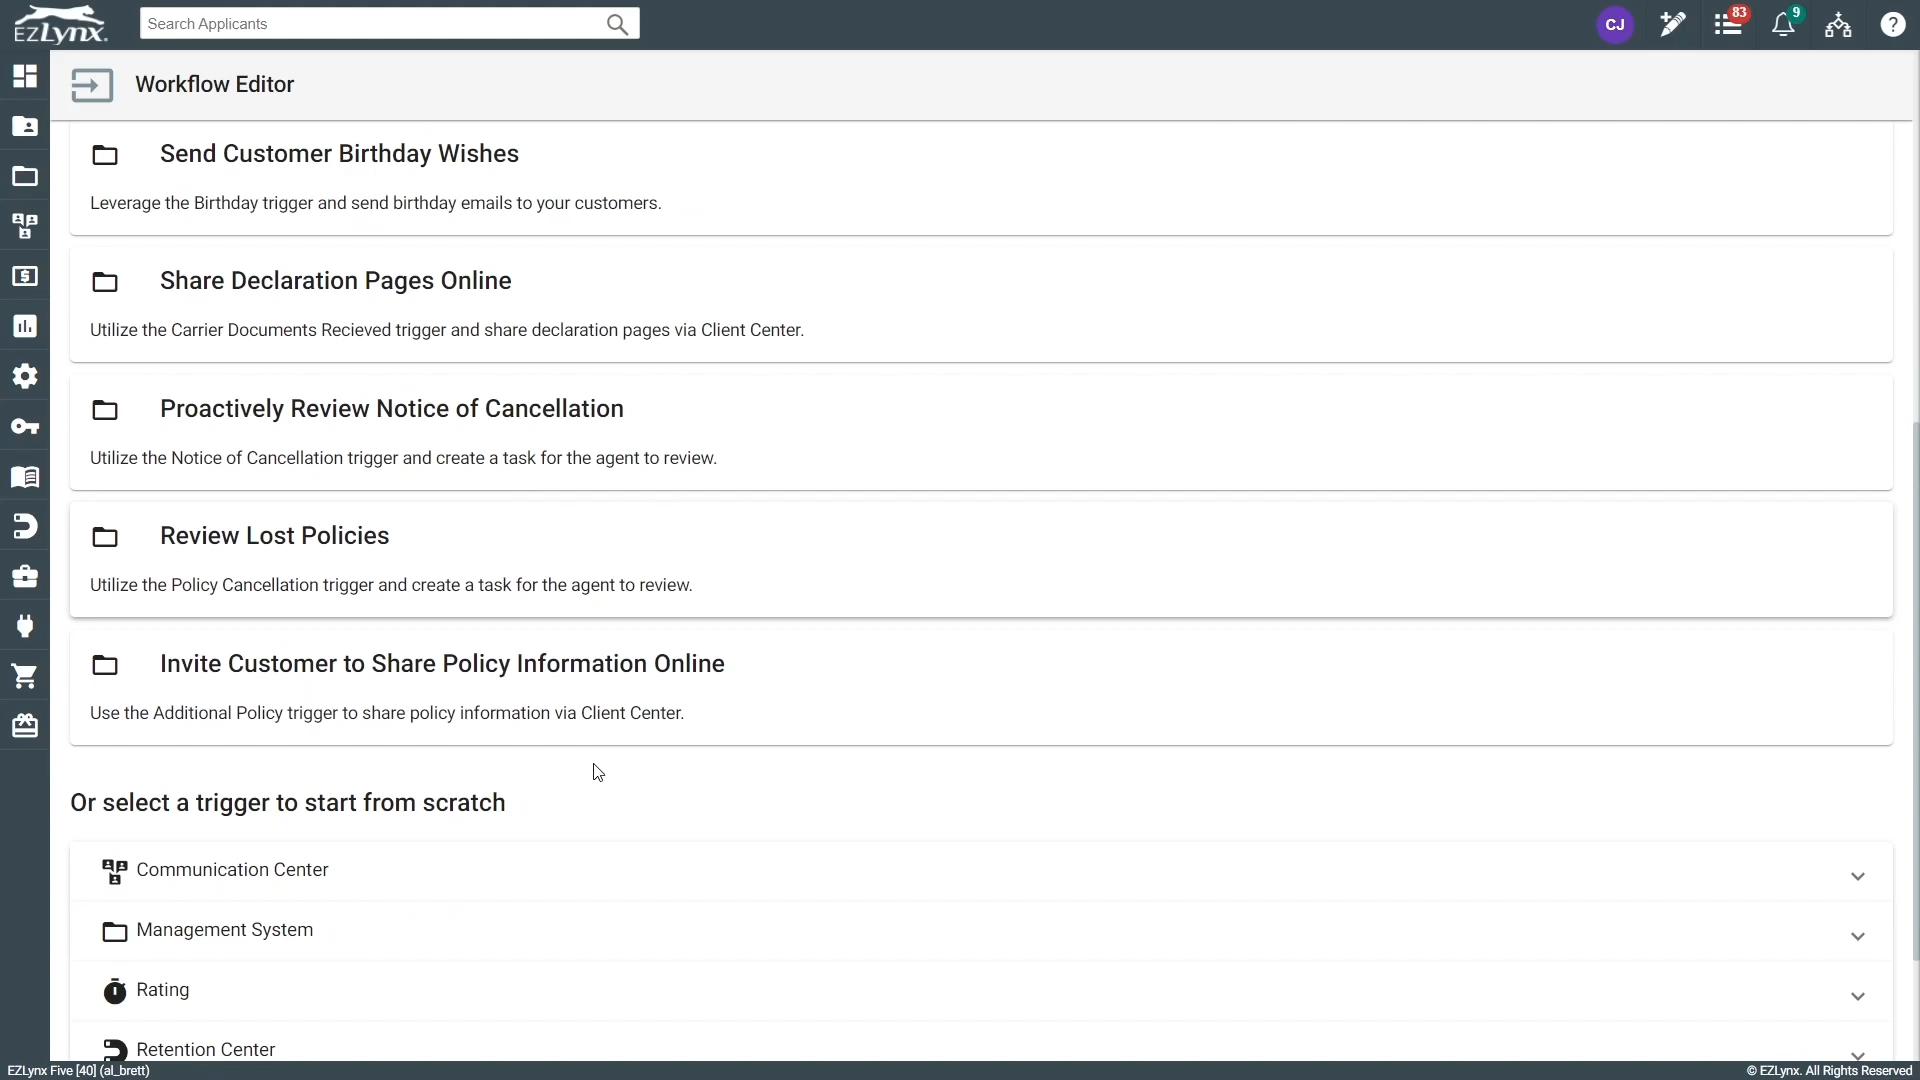 EZLynx.
Search Applicants
CJ
83
9
Workflow Editor
Send Customer Birthday Wishes
Leverage the Birthday trigger and send birthday emails to your customers.
Share Declaration Pages Online
Utilize the Carrier Documents Recieved trigger and share declaration pages via Client Center.
Proactively Review Notice of Cancellation
Utilize the Notice of Cancellation trigger and create a task for the agent to review.
Review Lost Policies
Utilize the Policy Cancellation trigger and create a task for the agent to review.
Invite Customer to Share Policy Information Online
Use the Additional Policy trigger to share policy information via Client Center.
Or select a trigger to start from scratch
Communication Center
Management System
Rating
Retention Center
EZLynx Five [40] (al_brett)
© EZLynx. All Rights Reserved